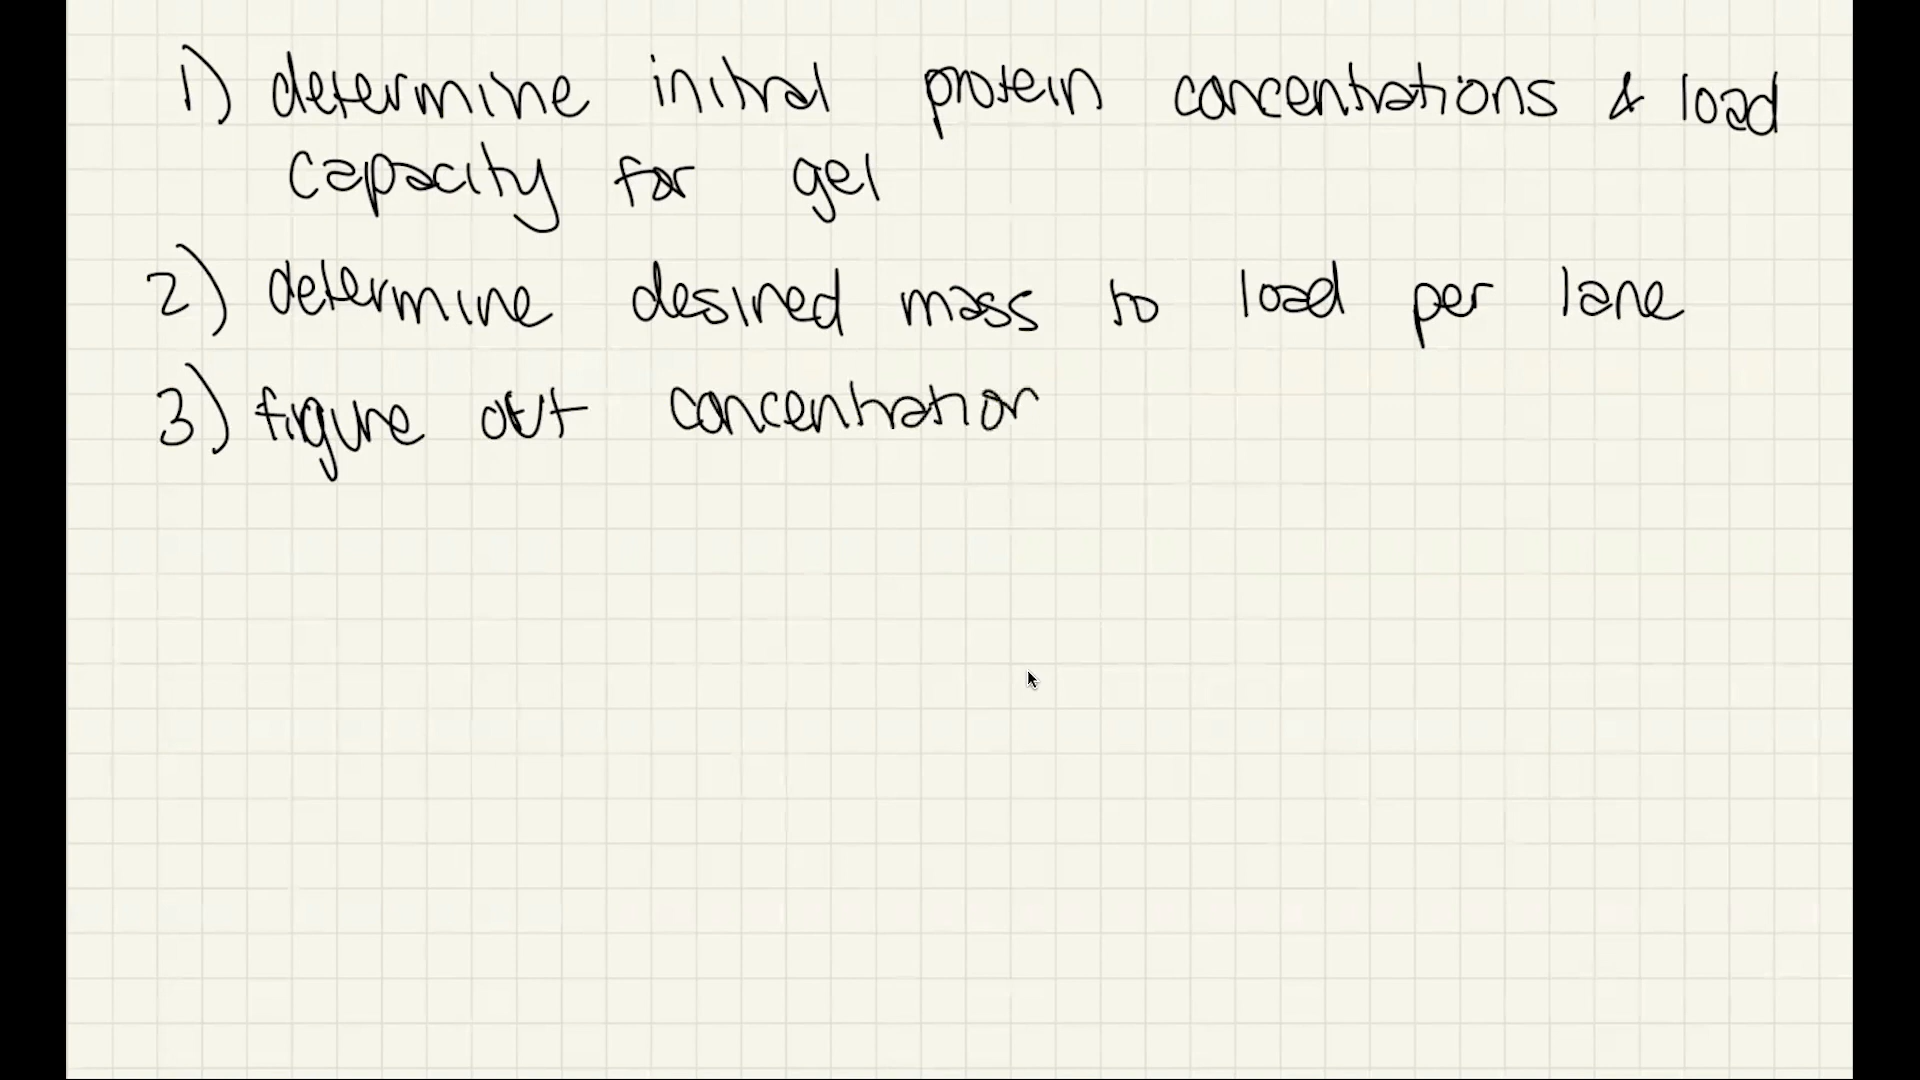 1) determine initial protein concentrations & load
capacity for gel
2) determine desired mass to load per lane
3) figure out concentration